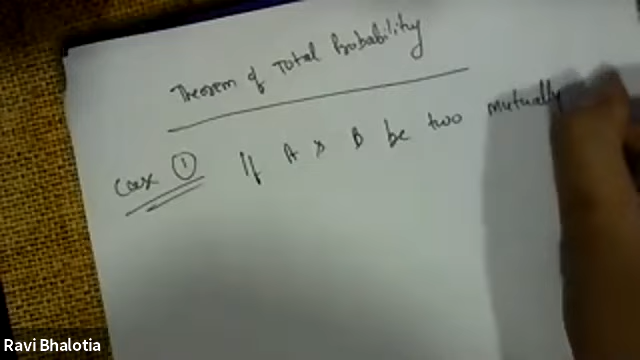 Theorem of Total Probability
Case ① If A & B be two mutually
Ravi Bhalotia